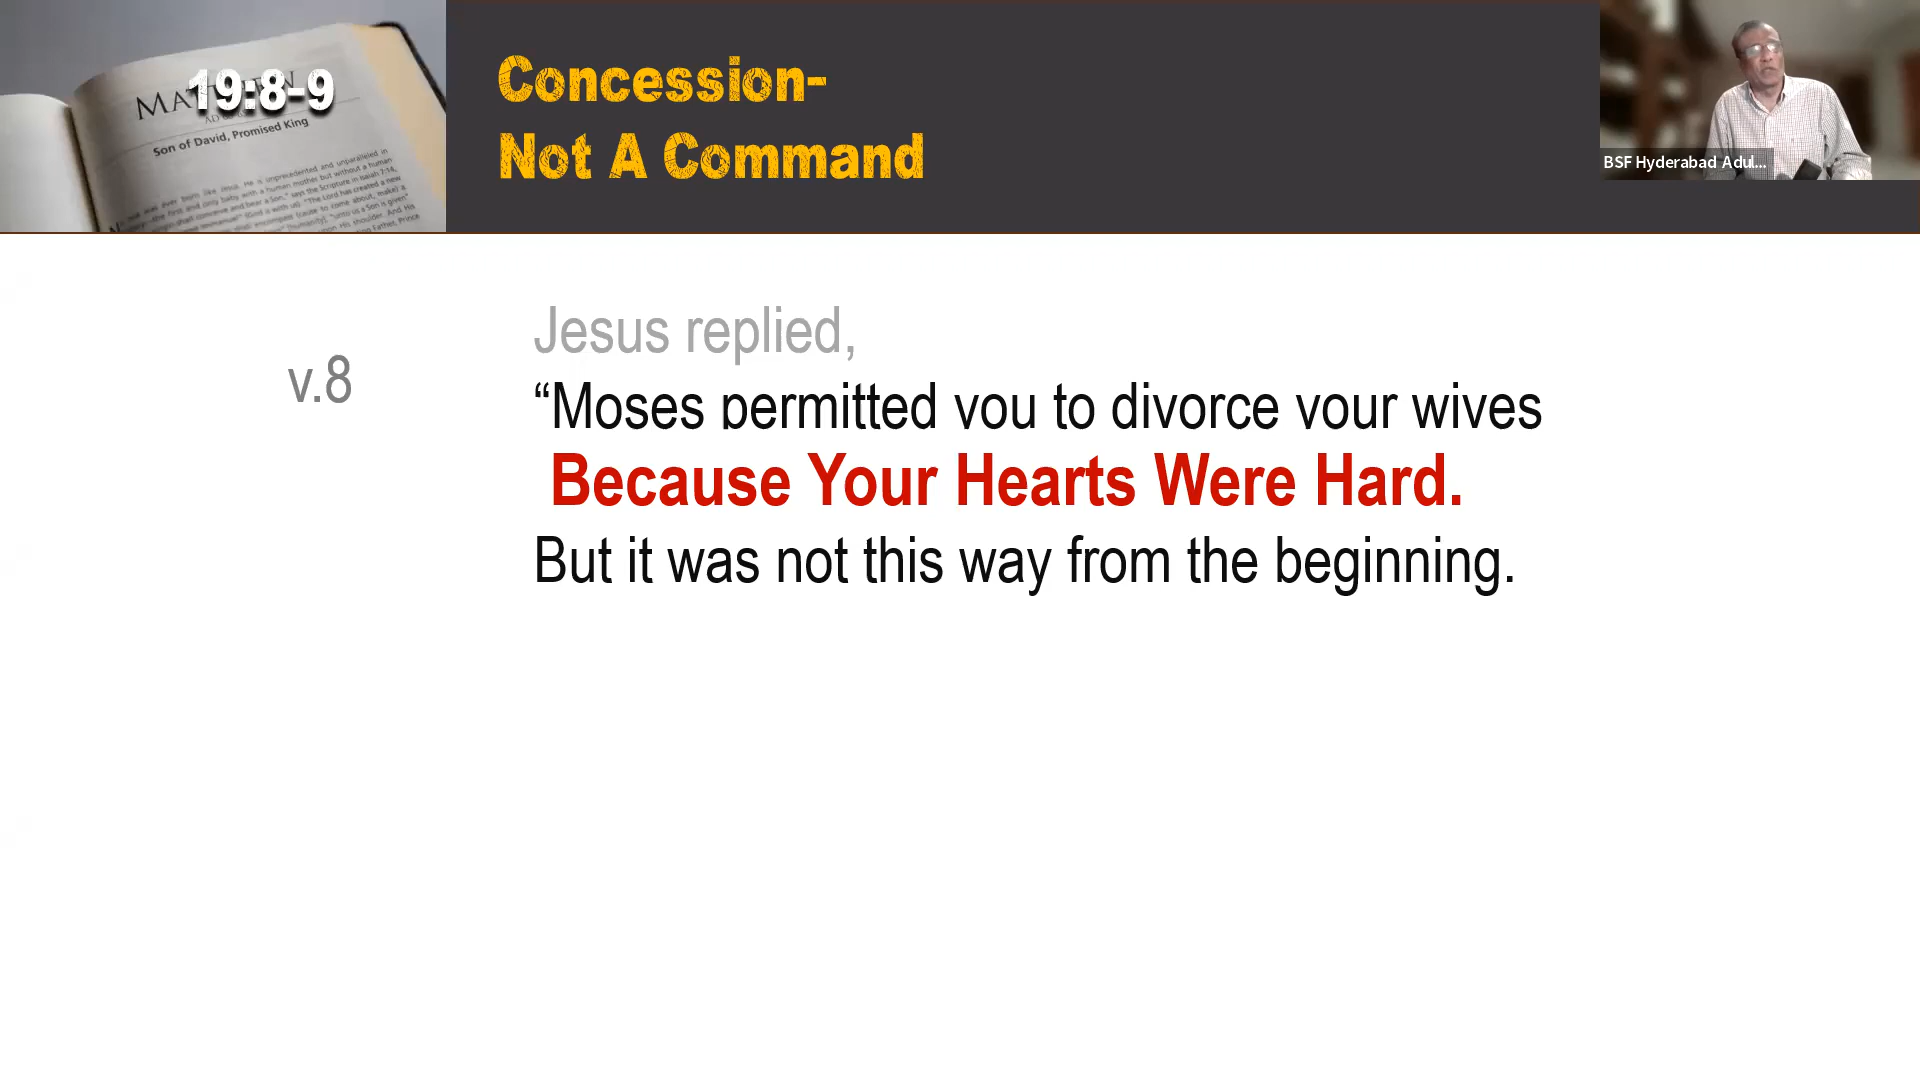 19:8-9
Son of David, Promised King
Concession-
Not A Command
BSF Hyderabad Adul...
v.8
Jesus replied,
“Moses permitted you to divorce your wives
Because Your Hearts Were Hard.
But it was not this way from the beginning.